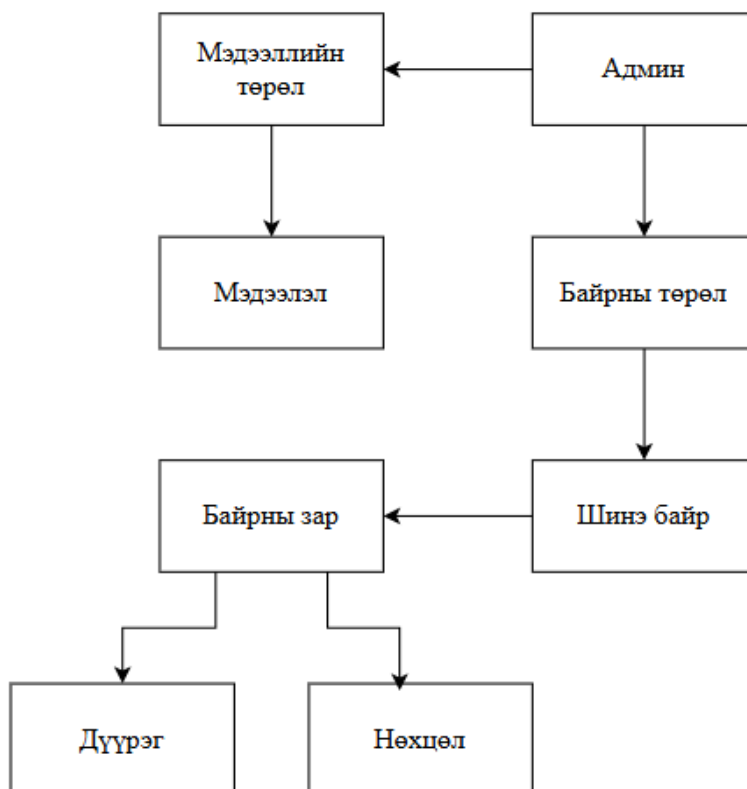 Мэдээллийн
төрөл
Админ
Мэдээлэл
Байрны төрөл
Байрны зар
Шинэ байр
Дүүрэг
Нөхцөл